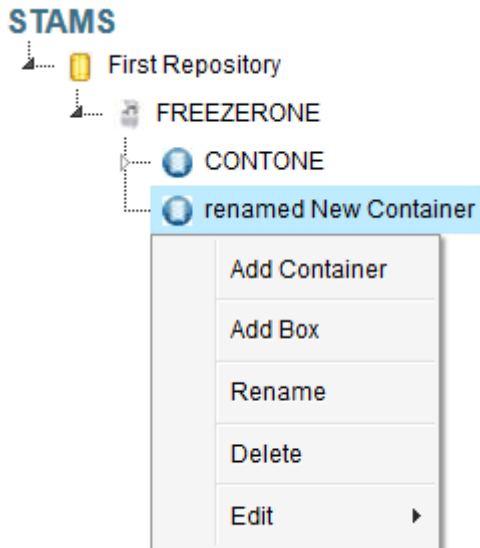 STAMS
First Repository
FREEZERONE
CONTONE
renamed New Container
Add Container
Add Box
Rename
Delete
Edit